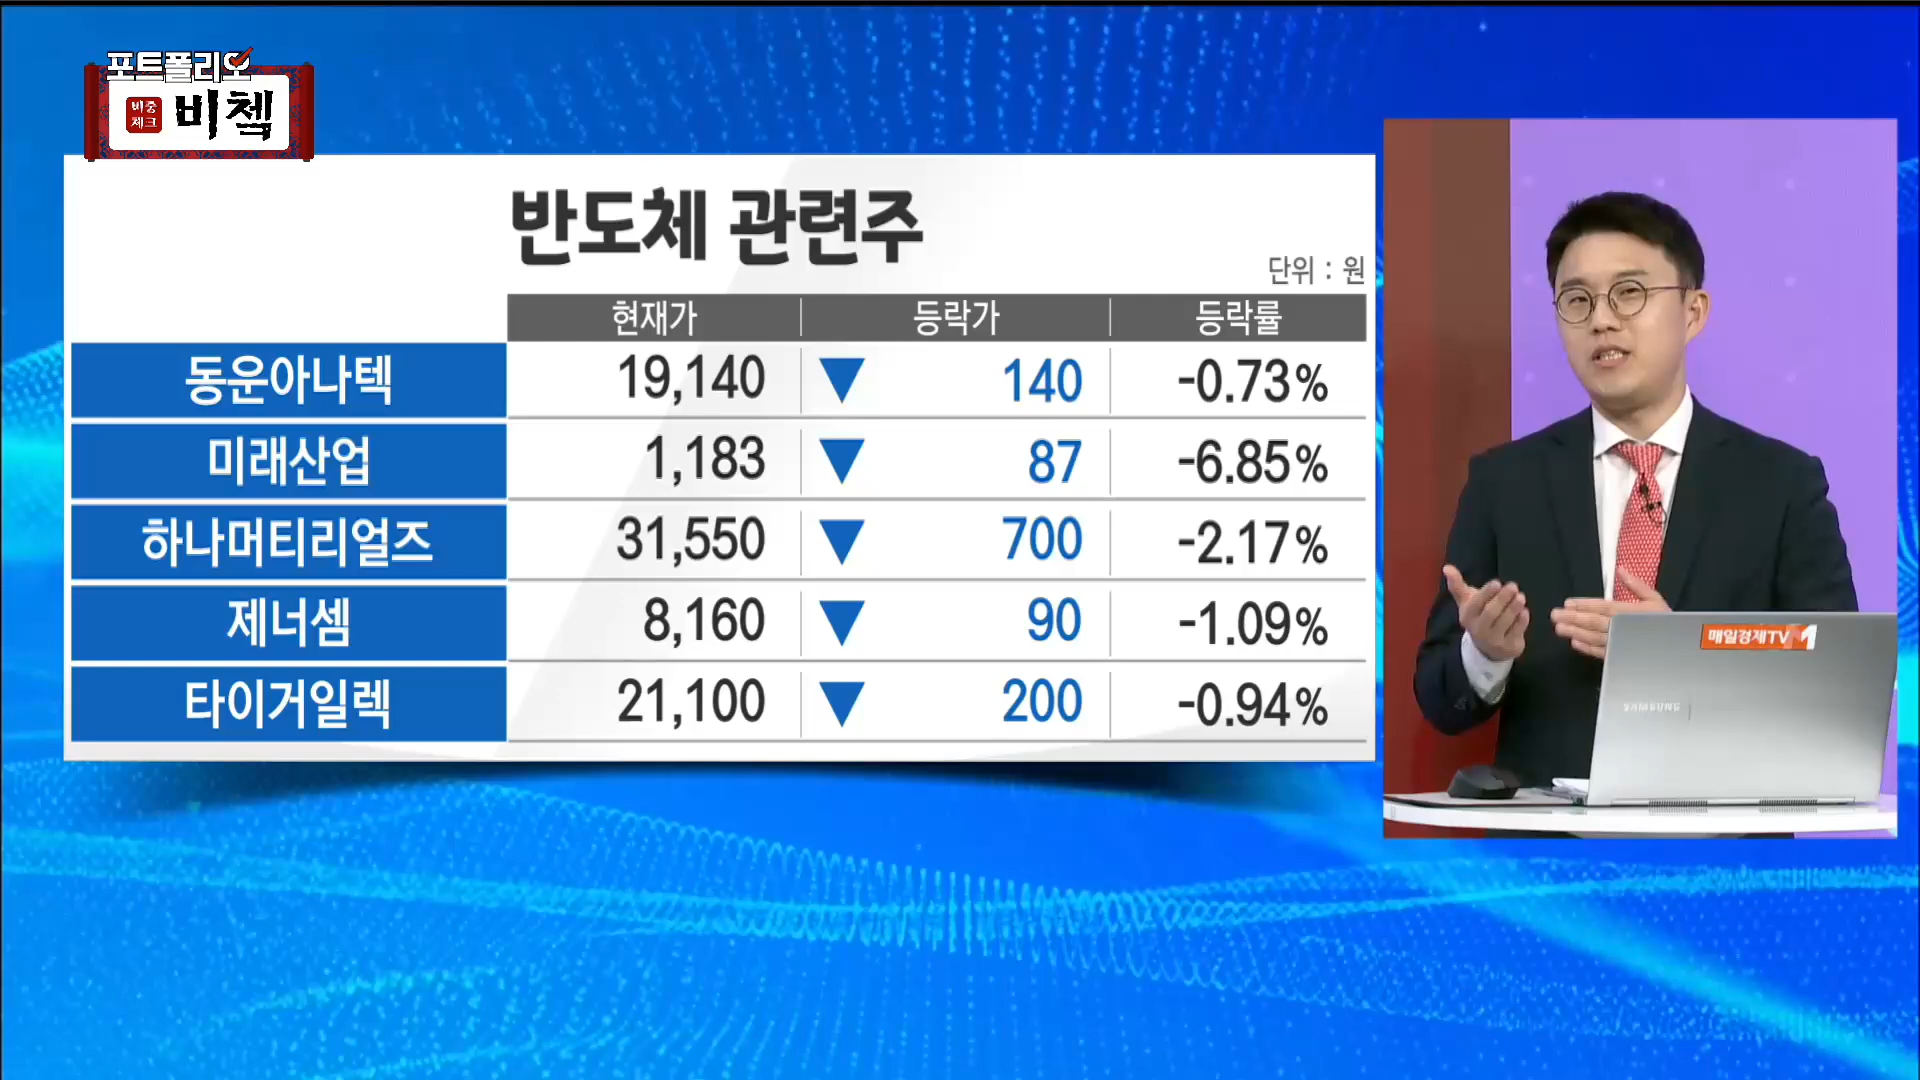 포트폴리오
비중
체크
비첵
반도체 관련주
단위 : 원
현재가 등락가 등락률
동운아나텍 19,140 ▼ 140 -0.73%
미래산업 1,183 ▼ 87 -6.85%
하나머티리얼즈 31,550 ▼ 700 -2.17%
제너셈 8,160 ▼ 90 -1.09%
타이거일렉 21,100 ▼ 200 -0.94%
매일경제TV M
SAMSUNG